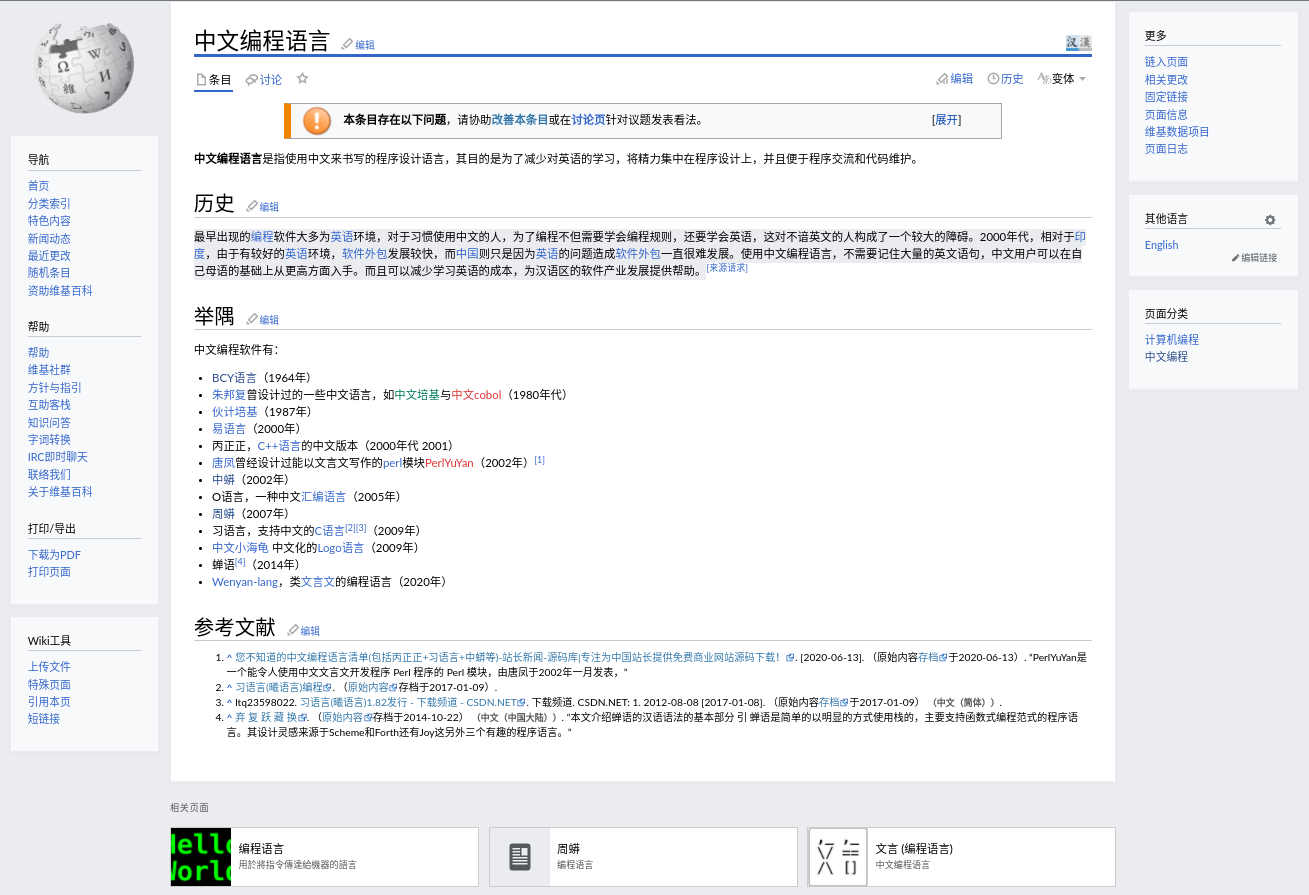 中文编程语言 编辑 汉 漢
条目 讨论 编辑 历史 变体
本条目存在以下问题，请协助改善本条目或在讨论页针对议题发表看法。 [展开]
中文编程语言是指使用中文来书写的程序设计语言，其目的是为了减少对英语的学习，将精力集中在程序设计上，并且便于程序交流和代码维护。
历史 编辑
最早出现的编程软件大多为英语环境，对于习惯使用中文的人，为了编程不但需要学会编程规则，还要学会英语，这对不谙英文的人构成了一个较大的障碍。2000年代，相对于印
度，由于有较好的英语环境，软件外包发展较快，而中国则只是因为英语的问题造成软件外包一直很难发展。使用中文编程语言，不需要记住大量的英文语句，中文用户可以在自
己母语的基础上从更高方面入手。而且可以减少学习英语的成本，为汉语区的软件产业发展提供帮助。[来源请求]
举隅 编辑
中文编程软件有：
BCY语言（1964年）
朱邦复曾设计过的一些中文语言，如中文培基与中文cobol（1980年代）
伙计培基（1987年）
易语言（2000年）
丙正正，C++语言的中文版本（2000年代 2001）
唐凤曾经设计过能以文言文写作的perl模块PerlYuYan（2002年）[1]
中蟒（2002年）
O语言，一种中文汇编语言（2005年）
周蟒（2007年）
习语言，支持中文的C语言[2][3]（2009年）
中文小海龟 中文化的Logo语言（2009年）
蝉语[4]（2014年）
Wenyan-lang，类文言文的编程语言（2020年）
参考文献 编辑
1. ^ 您不知道的中文编程语言清单(包括丙正正+习语言+中蟒等)-站长新闻-源码库|专注为中国站长提供免费商业网站源码下载！. [2020-06-13]. （原始内容存档于2020-06-13）. “PerlYuYan是
一个能令人使用中文文言文开发程序 Perl 程序的 Perl 模块，由唐凤于2002年一月发表，”
2. ^ 习语言(曦语言)编程. （原始内容存档于2017-01-09）.
3. ^ ltq23598022. 习语言(曦语言)1.82发行 - 下载频道 - CSDN.NET. 下载频道. CSDN.NET: 1. 2012-08-08 [2017-01-08]. （原始内容存档于2017-01-09） （中文（简体））.
4. ^ 弃 复 跃 藏 换. （原始内容存档于2014-10-22） （中文（中国大陆））. “本文介绍蝉语的汉语语法的基本部分 引 蝉语是简单的以明显的方式使用栈的，主要支持函数式编程范式的程序语
言。其设计灵感来源于Scheme和Forth还有Joy这另外三个有趣的程序语言。”
相关页面
编程语言
用於將指令傳達給機器的語言
周蟒
编程语言
文言 (编程语言)
中文编程语言
Hello
World
导航
首页
分类索引
特色内容
新闻动态
最近更改
随机条目
资助维基百科
帮助
帮助
维基社群
方针与指引
互助客栈
知识问答
字词转换
IRC即时聊天
联络我们
关于维基百科
打印/导出
下载为PDF
打印页面
Wiki工具
上传文件
特殊页面
引用本页
短链接
更多
链入页面
相关更改
固定链接
页面信息
维基数据项目
页面日志
其他语言
English
编辑链接
页面分类
计算机编程
中文编程